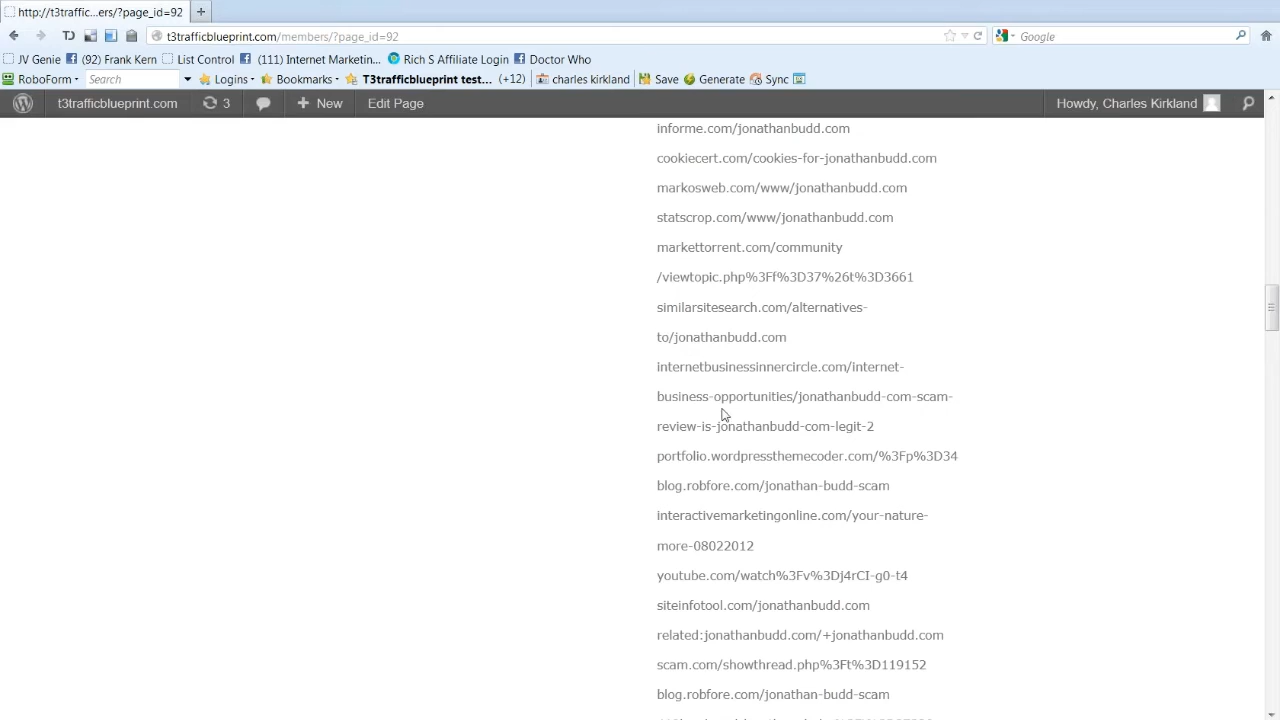 http://t3traffic...ers/?page_id=92
t3trafficblueprint.com/members/?page_id=92
Google
JV Genie (92) Frank Kern List Control (111) Internet Marketin... Rich S Affiliate Login Doctor Who
RoboForm Search Logins Bookmarks T3trafficblueprint test... (+12) charles kirkland Save Generate Sync
t3trafficblueprint.com 3 New Edit Page Howdy, Charles Kirkland
informe.com/jonathanbudd.com
cookiecert.com/cookies-for-jonathanbudd.com
markosweb.com/www/jonathanbudd.com
statscrop.com/www/jonathanbudd.com
markettorrent.com/community
/viewtopic.php%3Ff%3D37%26t%3D3661
similarsitesearch.com/alternatives-
to/jonathanbudd.com
internetbusinessinnercircle.com/internet-
business-opportunities/jonathanbudd-com-scam-
review-is-jonathanbudd-com-legit-2
portfolio.wordpressthemecoder.com/%3Fp%3D34
blog.robfore.com/jonathan-budd-scam
interactivemarketingonline.com/your-nature-
more-08022012
youtube.com/watch%3Fv%3Dj4rCI-g0-t4
siteinfotool.com/jonathanbudd.com
related:jonathanbudd.com/+jonathanbudd.com
scam.com/showthread.php%3Ft%3D119152
blog.robfore.com/jonathan-budd-scam